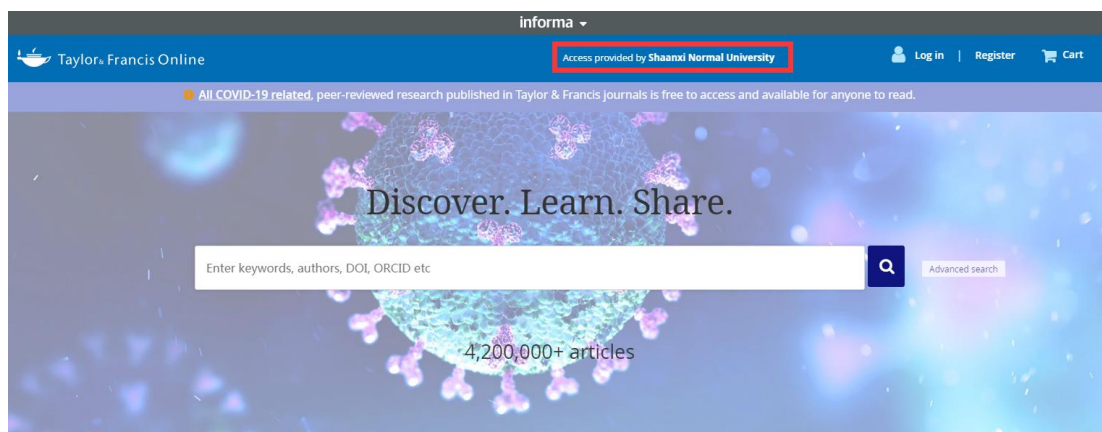 informa
Taylor & Francis Online
Access provided by Shaanxi Normal University
Log in | Register
Cart
All COVID-19 related, peer-reviewed research published in Taylor & Francis journals is free to access and available for anyone to read.
Discover. Learn. Share.
Enter keywords, authors, DOI, ORCID etc
Advanced search
4,200,000+ articles